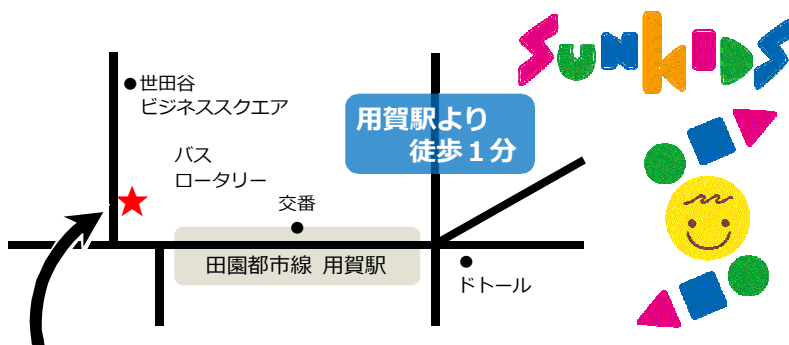 SUNKIDS
世田谷
ビジネススクエア
用賀駅より
徒歩１分
バス
ロータリー
交番
田園都市線 用賀駅
ドトール